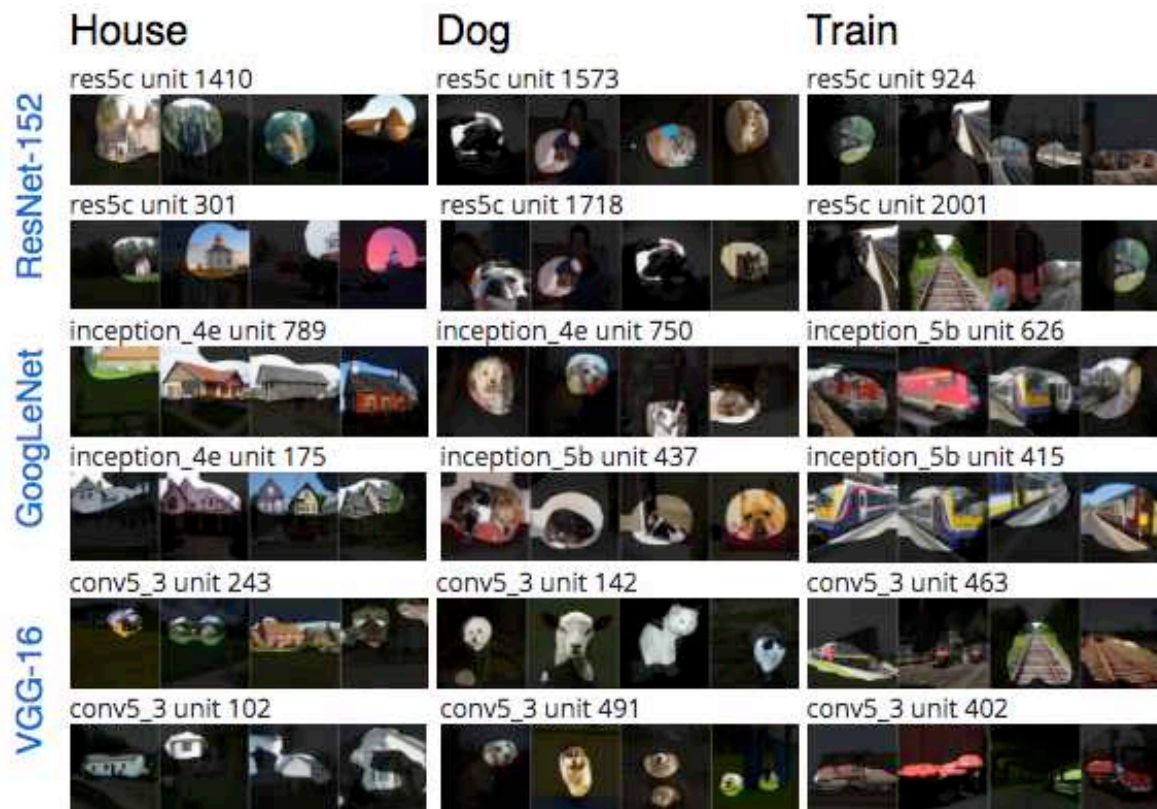 House Dog Train
ResNet-152
res5c unit 1410 res5c unit 1573 res5c unit 924
res5c unit 301 res5c unit 1718 res5c unit 2001
GoogLeNet
inception_4e unit 789 inception_4e unit 750 inception_5b unit 626
inception_4e unit 175 inception_5b unit 437 inception_5b unit 415
VGG-16
conv5_3 unit 243 conv5_3 unit 142 conv5_3 unit 463
conv5_3 unit 102 conv5_3 unit 491 conv5_3 unit 402